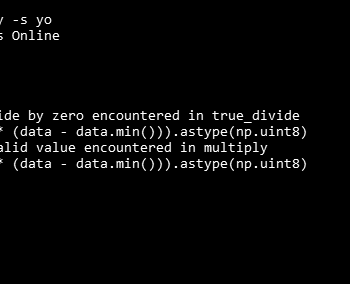 y -s yo
s Online
ide by zero encountered in true_divide
* (data - data.min())).astype(np.uint8)
alid value encountered in multiply
* (data - data.min())).astype(np.uint8)